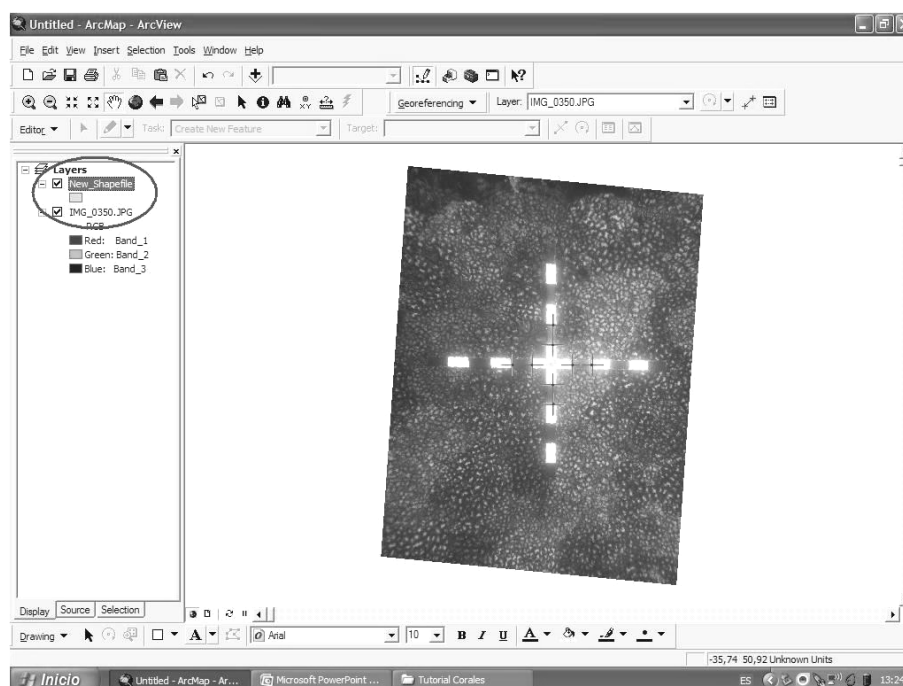 Untitled - ArcMap - ArcView
File Edit View Insert Selection Tools Window Help
Georeferencing Layer: IMG_0350.JPG
Editor Task: Create New Feature Target:
Layers
New_Shapefile
IMG_0350.JPG
RGB
Red: Band_1
Green: Band_2
Blue: Band_3
Display Source Selection
Drawing A Arial 10 B I U A
-35,74 50,92 Unknown Units
Inicio Untitled - ArcMap - Ar... Microsoft PowerPoint ... Tutorial Corales ES 13:24